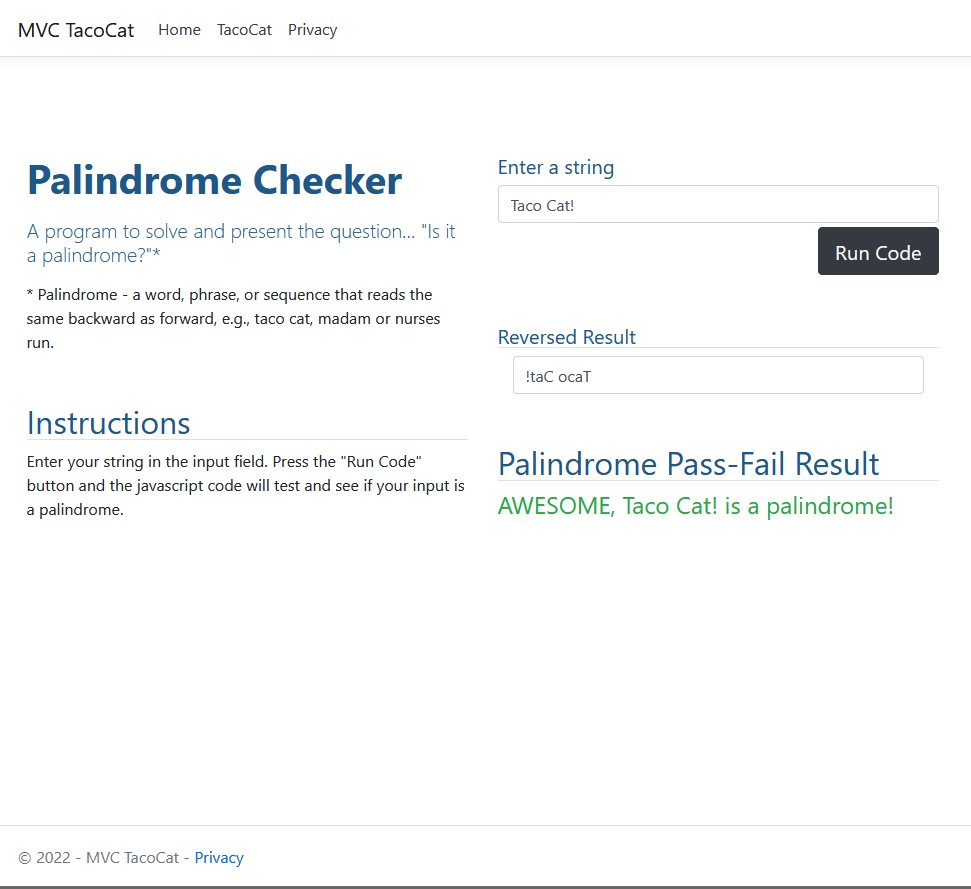 MVC TacoCat Home TacoCat Privacy
Palindrome Checker
A program to solve and present the question... "Is it
a palindrome?"*
* Palindrome - a word, phrase, or sequence that reads the
same backward as forward, e.g., taco cat, madam or nurses
run.
Instructions
Enter your string in the input field. Press the "Run Code"
button and the javascript code will test and see if your input is
a palindrome.
Enter a string
Taco Cat!
Run Code
Reversed Result
!taC ocaT
Palindrome Pass-Fail Result
AWESOME, Taco Cat! is a palindrome!
© 2022 - MVC TacoCat - Privacy